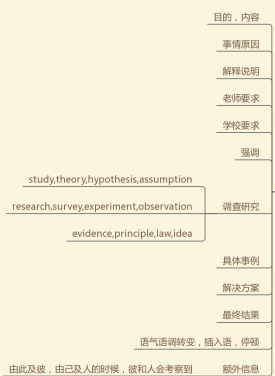 目的，内容
事情原因
解释说明
老师要求
学校要求
强调
study,theory,hypothesis,assumption
research,survey,experiment,observation
evidence,principle,law,idea
调查研究
具体事例
解决方案
最终结果
语气语调转变，插入语，停顿
由此及彼，由己及人的时候，彼和人会考察到
额外信息